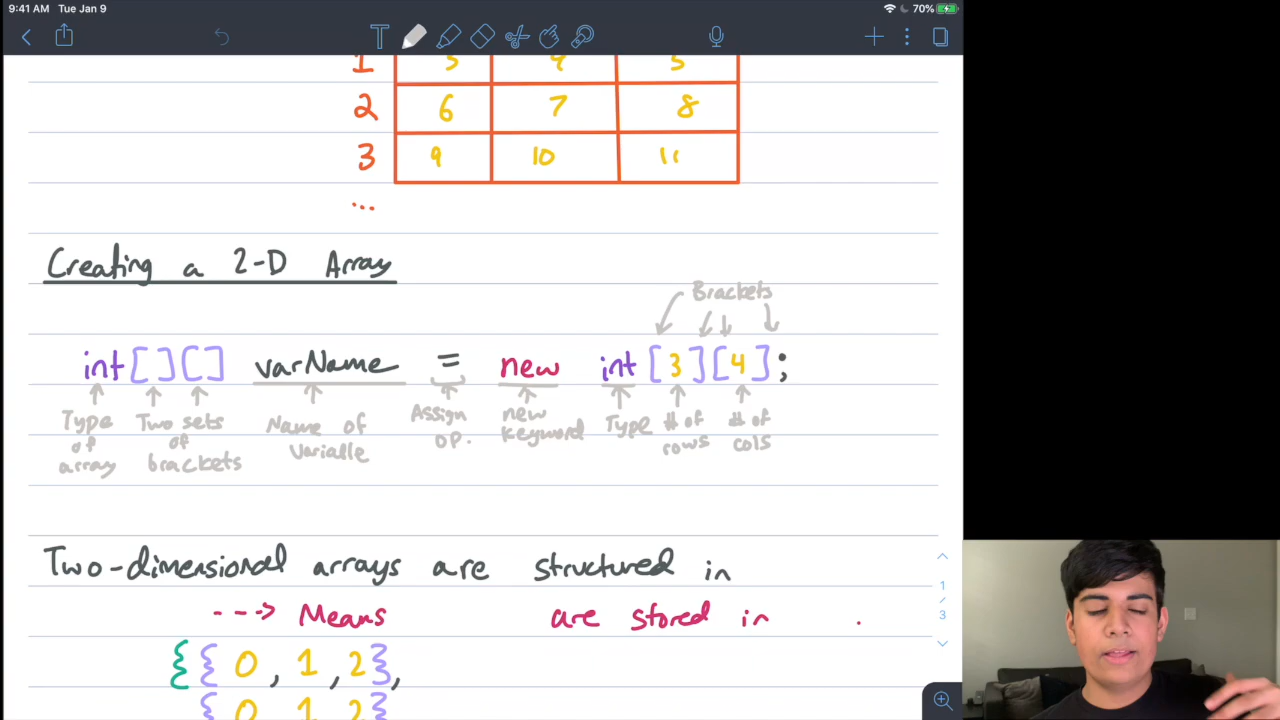 9:41 AM Tue Jan 9
70%
T
1
2 6 7 8
3 9 10 11
...
Creating a 2-D Array
Brackets
int[][] varName = new int[3][4];
Type of array
Two sets of brackets
Name of Variable
Assign op.
new keyword
Type
# of rows
# of cols
Two-dimensional arrays are structured in
---> Means are stored in .
{{0, 1, 2},
{0, 1, 2}
1 / 3